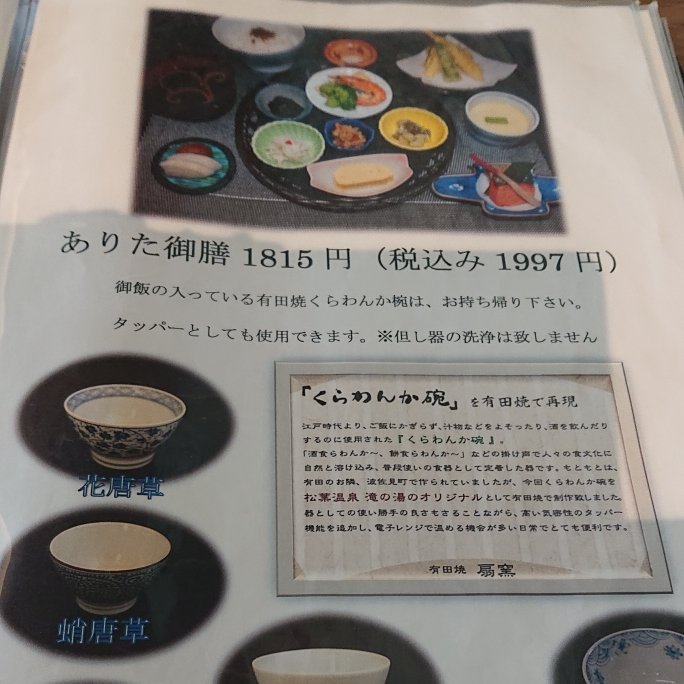 ありた御膳 1815 円（税込み 1997 円）
御飯の入っている有田焼くらわんか椀は、お持ち帰り下さい。
タッパーとしても使用できます。※但し器の洗浄は致しません
花唐草
蛸唐草
「くらわんか碗」を有田焼で再現
江戸時代より、ご飯にかぎらず、汁物などをよそったり、酒を飲んだり
するのに使用された『くらわんか碗』。
「酒食らわんか～、餅食らわんか～」などの掛け声で人々の食文化に
自然と溶け込み、普段使いの食器として定着した器です。もともとは、
有田のお隣、波佐見町で作られていましたが、今回くらわんか碗を
松葉温泉 滝の湯のオリジナルとして有田焼で制作致しました。
器としての使い勝手の良さもさることながら、高い気密性のタッパー
機能を追加し、電子レンジで温める機会が多い日常でとても便利です。
有田焼 扇窯